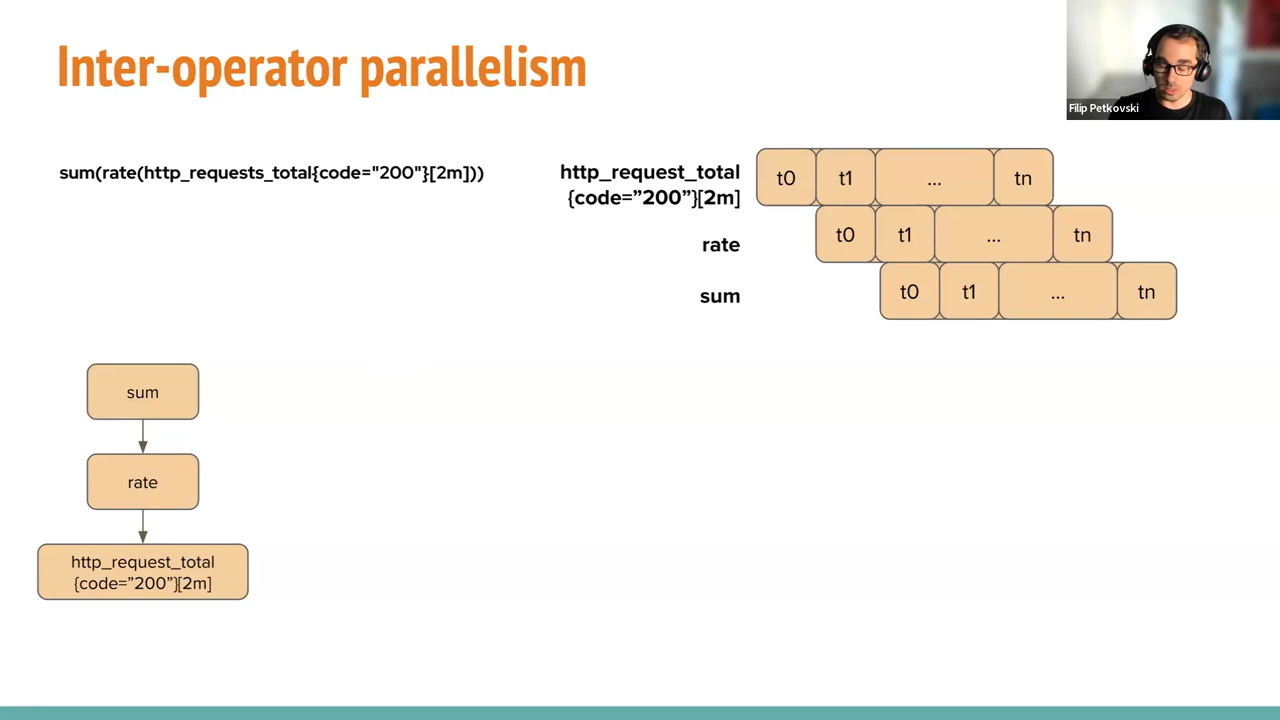 Inter-operator parallelism
Filip Petkovski
sum(rate(http_requests_total{code="200"}[2m]))
http_request_total
{code=”200”}[2m]
t0 t1 ... tn
rate
t0 t1 ... tn
sum
t0 t1 ... tn
sum
rate
http_request_total
{code=”200”}[2m]